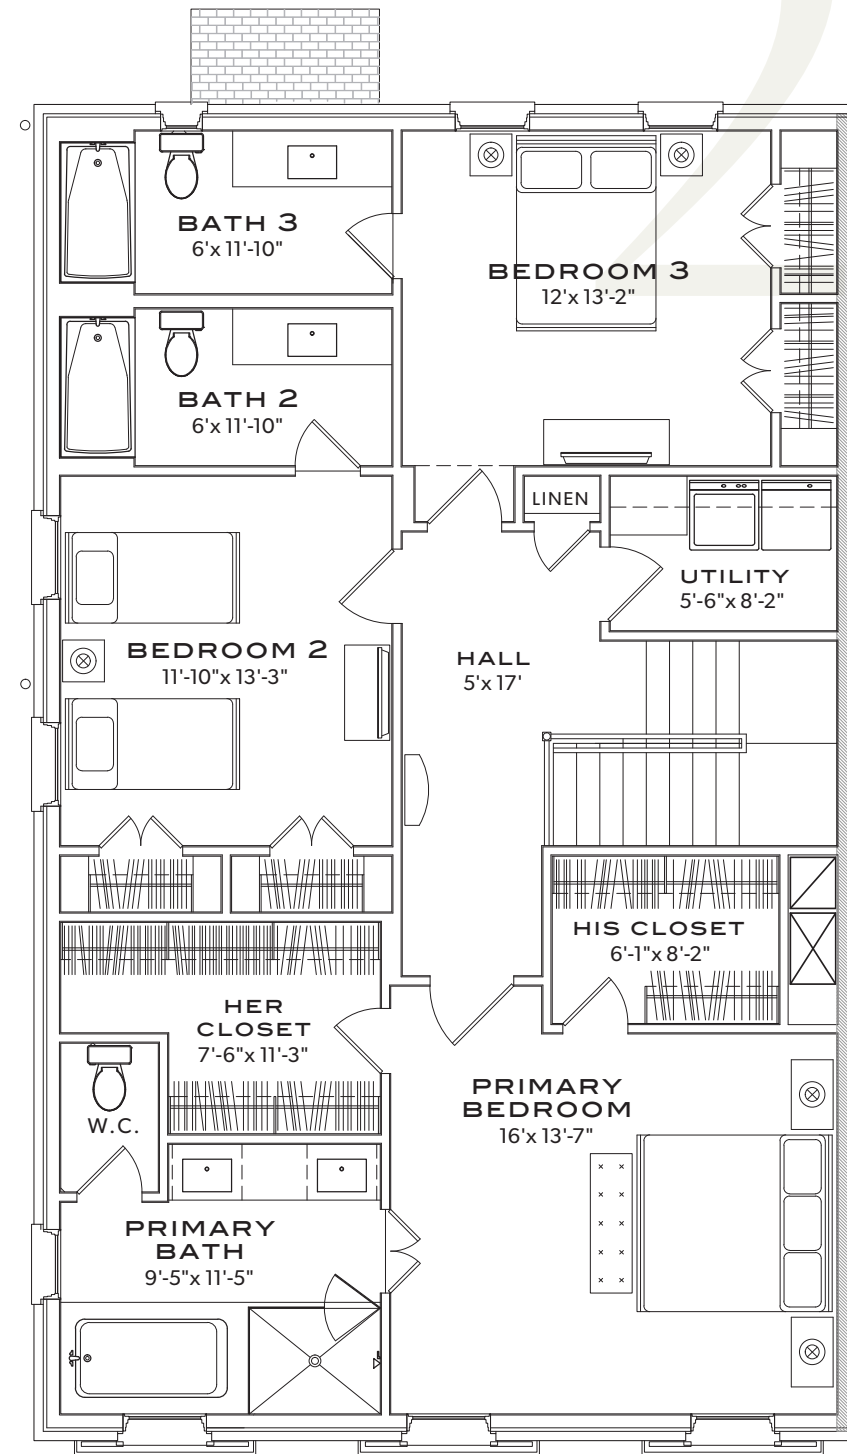 2
BATH 3
6'x 11'-10"
BEDROOM 3
12'x 13'-2"
BATH 2
6'x 11'-10"
LINEN
UTILITY
5'-6"x 8'-2"
BEDROOM 2
11'-10"x 13'-3"
HALL
5'x 17'
HIS CLOSET
6'-1"x 8'-2"
HER
CLOSET
7'-6"x 11'-3"
W.C.
PRIMARY
BEDROOM
16'x 13'-7"
PRIMARY
BATH
9'-5"x 11'-5"